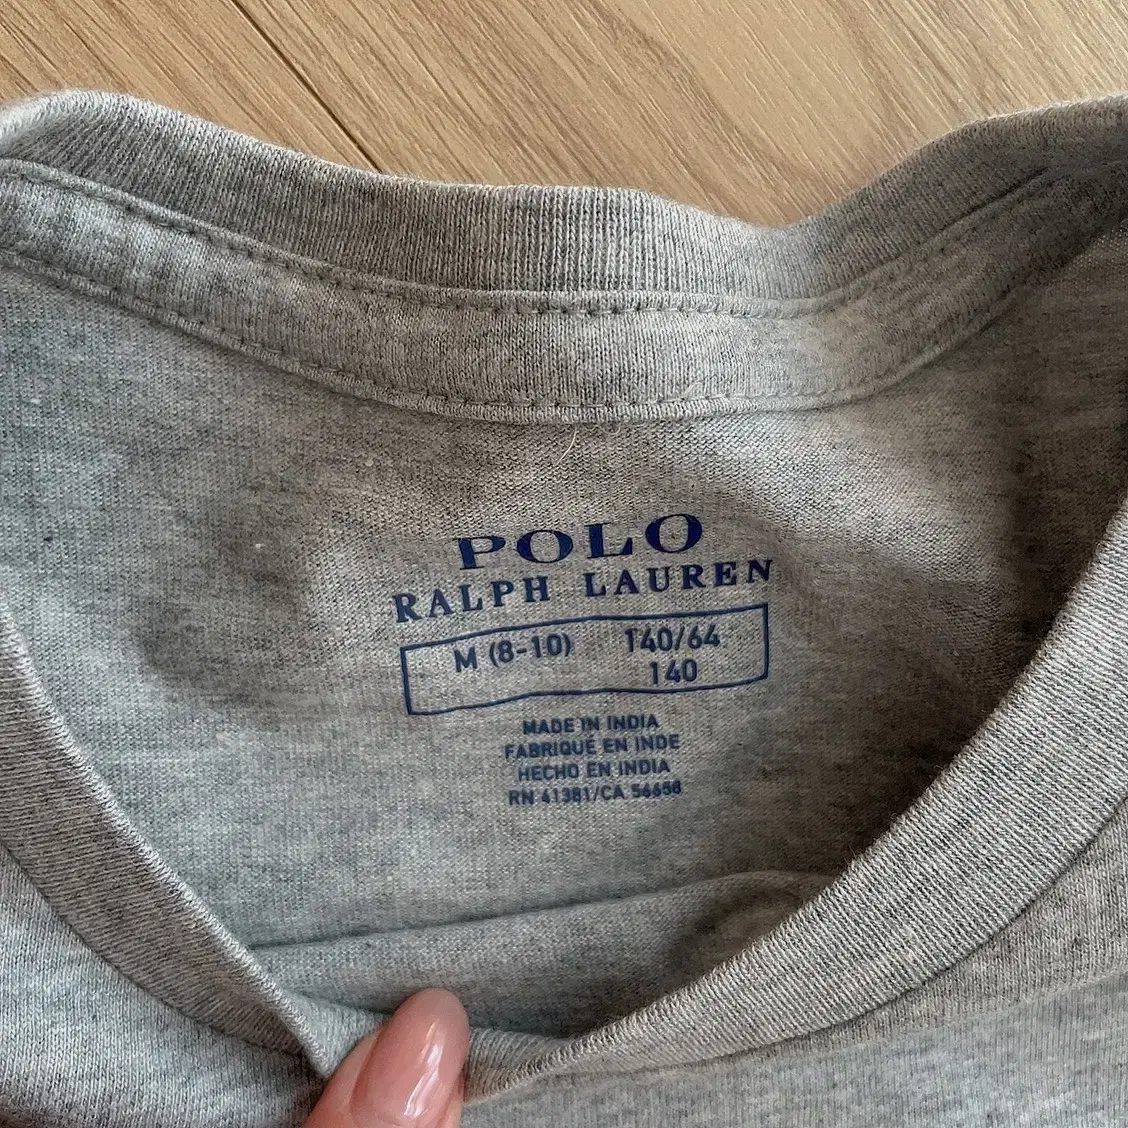 POLO
RALPH LAUREN
M (8-10) 140/64
140
MADE IN INDIA
FABRIQUÉ EN INDE
HECHO EN INDIA
RN 41381/CA 56658